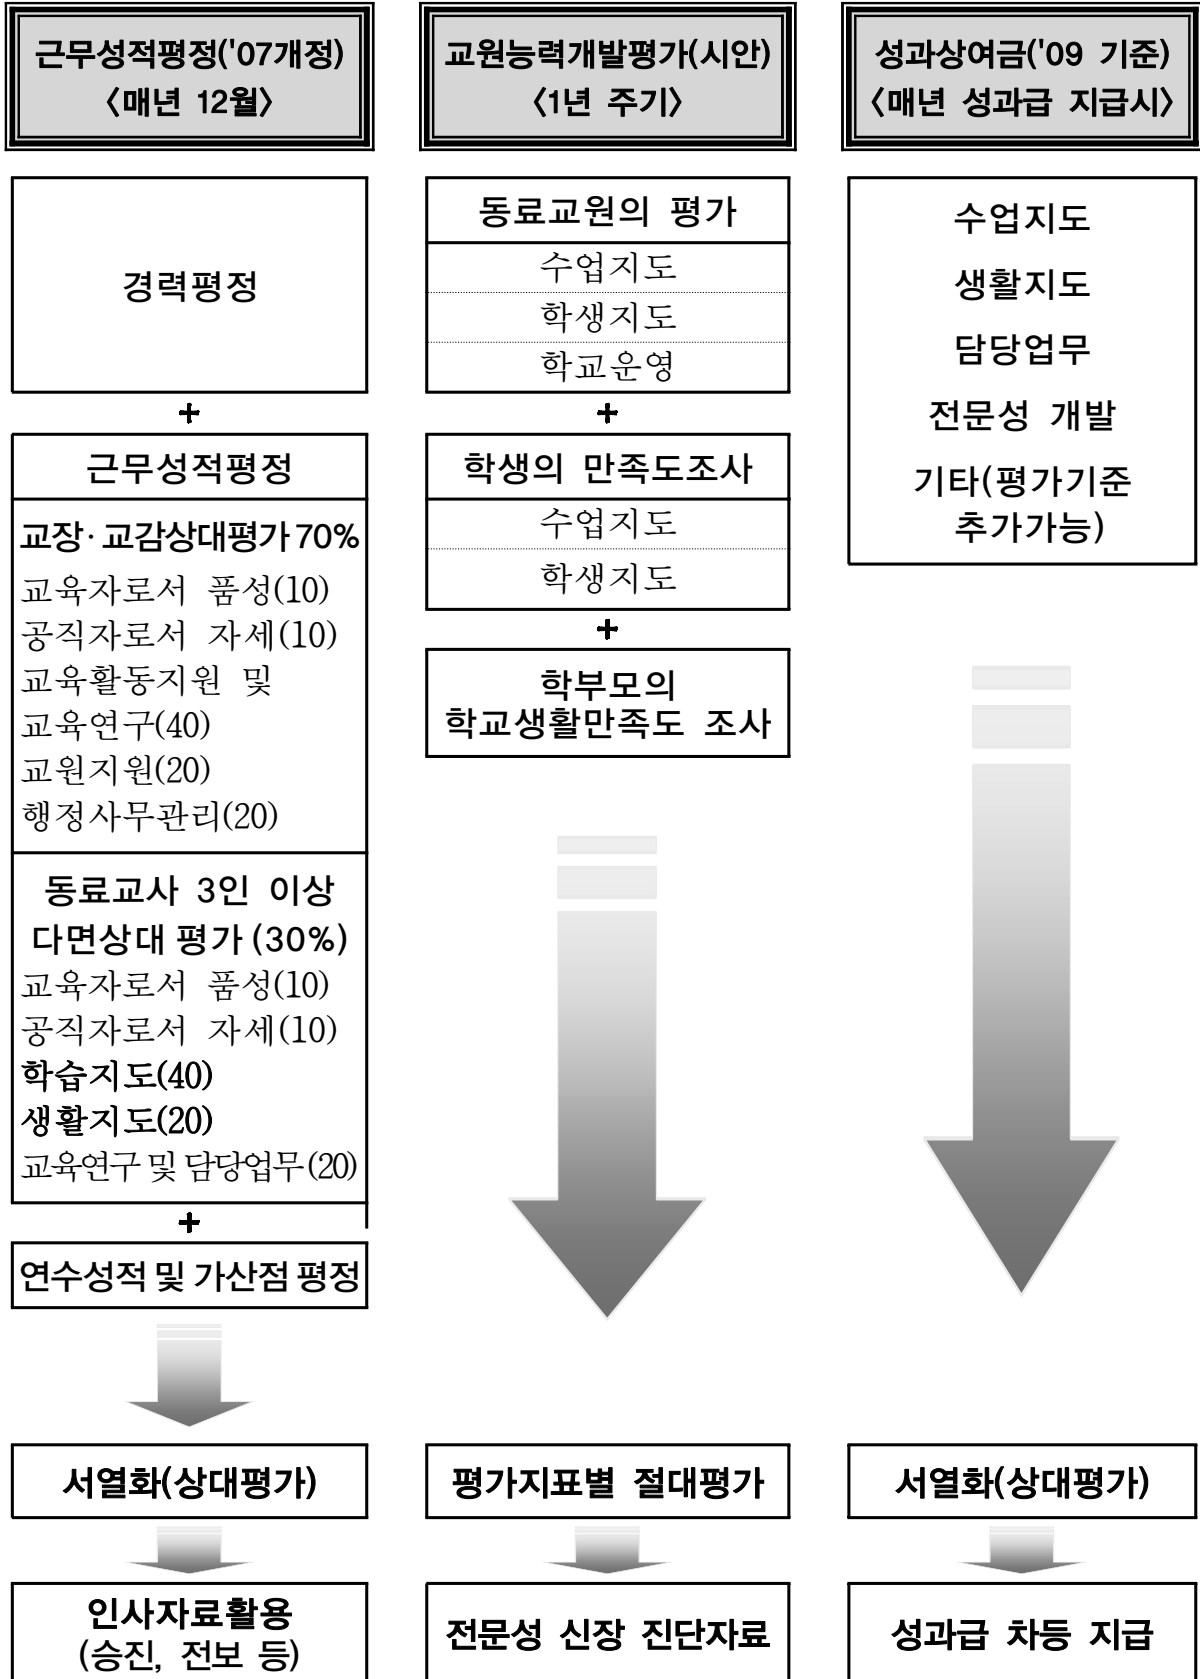 근무성적평정('07개정)
〈매년 12월〉
경력평정
+
근무성적평정
교장·교감상대평가 70%
교육자로서 품성(10)
공직자로서 자세(10)
교육활동지원 및
교육연구(40)
교원지원(20)
행정사무관리(20)
동료교사 3인 이상
다면상대 평가 (30%)
교육자로서 품성(10)
공직자로서 자세(10)
학습지도(40)
생활지도(20)
교육연구 및 담당업무(20)
+
연수성적 및 가산점 평정
서열화(상대평가)
인사자료활용
(승진, 전보 등)
교원능력개발평가(시안)
〈1년 주기〉
동료교원의 평가
수업지도
학생지도
학교운영
+
학생의 만족도조사
수업지도
학생지도
+
학부모의
학교생활만족도 조사
평가지표별 절대평가
전문성 신장 진단자료
성과상여금('09 기준)
〈매년 성과급 지급시〉
수업지도
생활지도
담당업무
전문성 개발
기타(평가기준
추가가능)
서열화(상대평가)
성과급 차등 지급